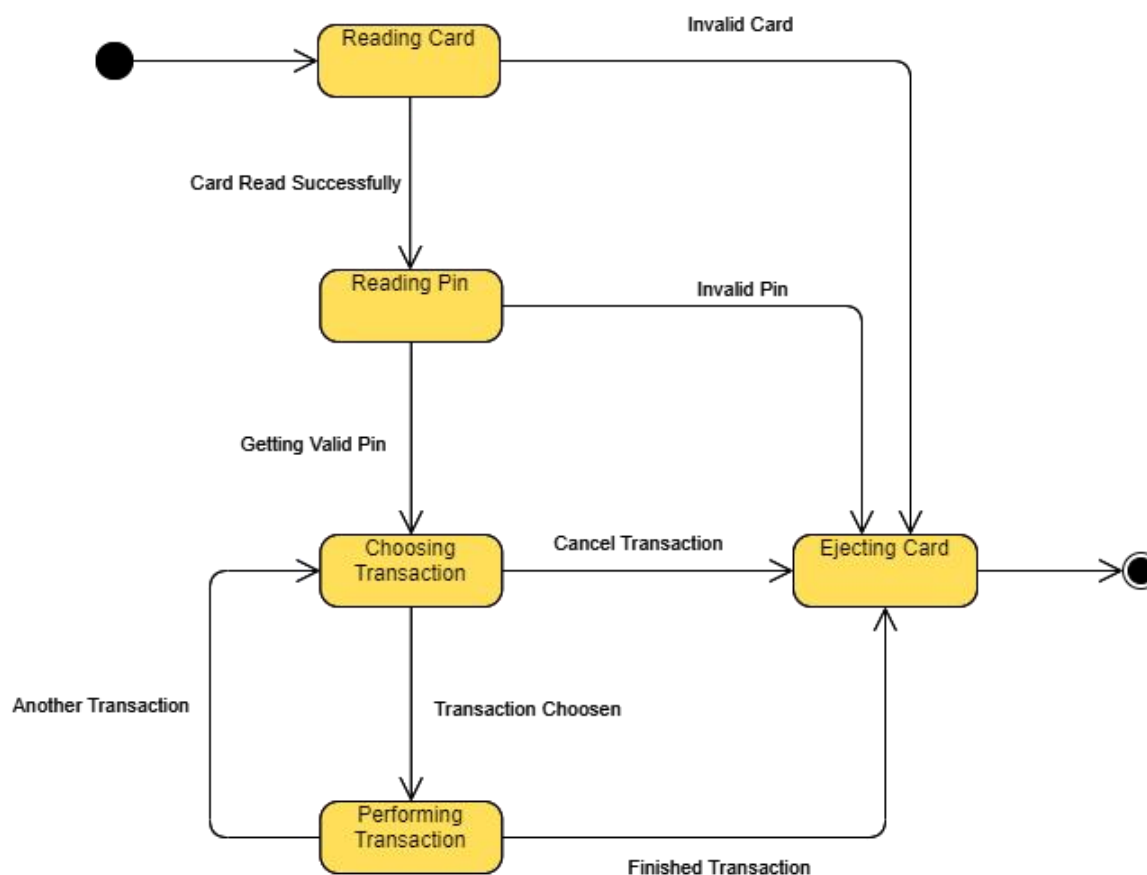 Invalid Card
Reading Card
Card Read Successfully
Reading Pin
Invalid Pin
Getting Valid Pin
Choosing
Transaction
Cancel Transaction
Ejecting Card
Another Transaction
Transaction Choosen
Performing
Transaction
Finished Transaction